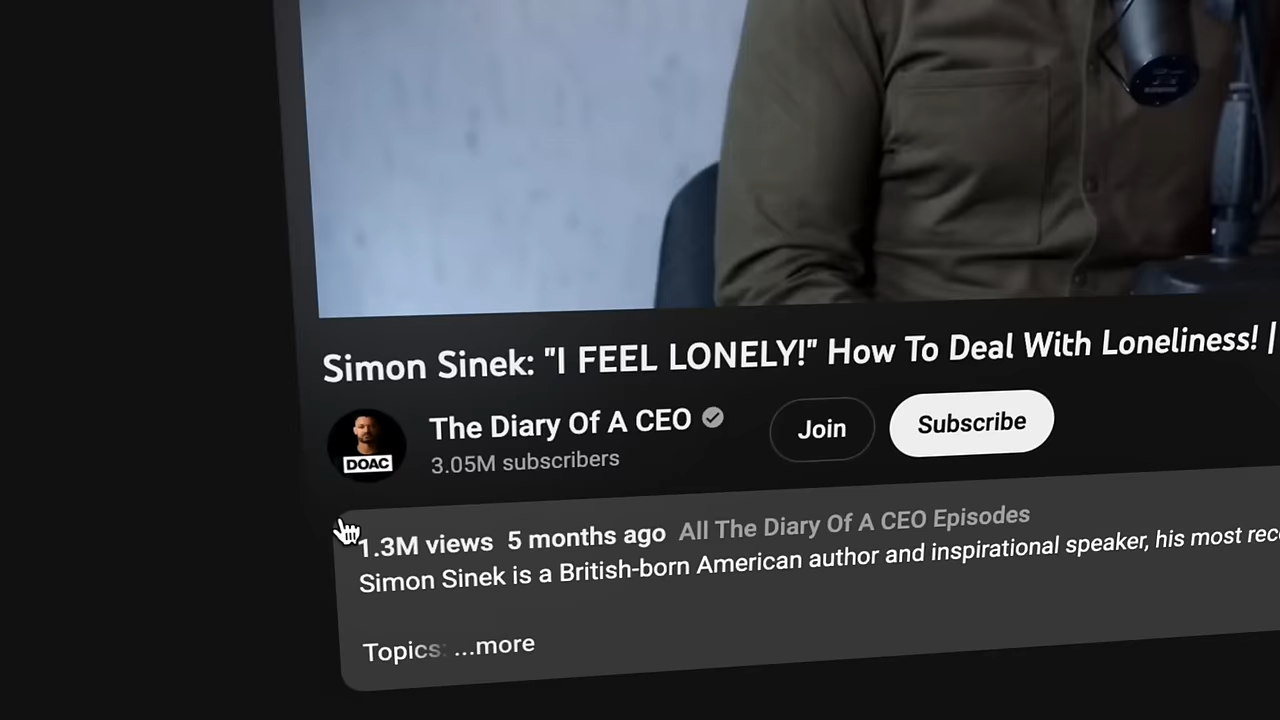 Simon Sinek: "I FEEL LONELY!" How To Deal With Loneliness! |
The Diary Of A CEO
Join
Subscribe
DOAC
3.05M subscribers
1.3M views 5 months ago All The Diary Of A CEO Episodes
Simon Sinek is a British-born American author and inspirational speaker, his most rec
Topics: ...more